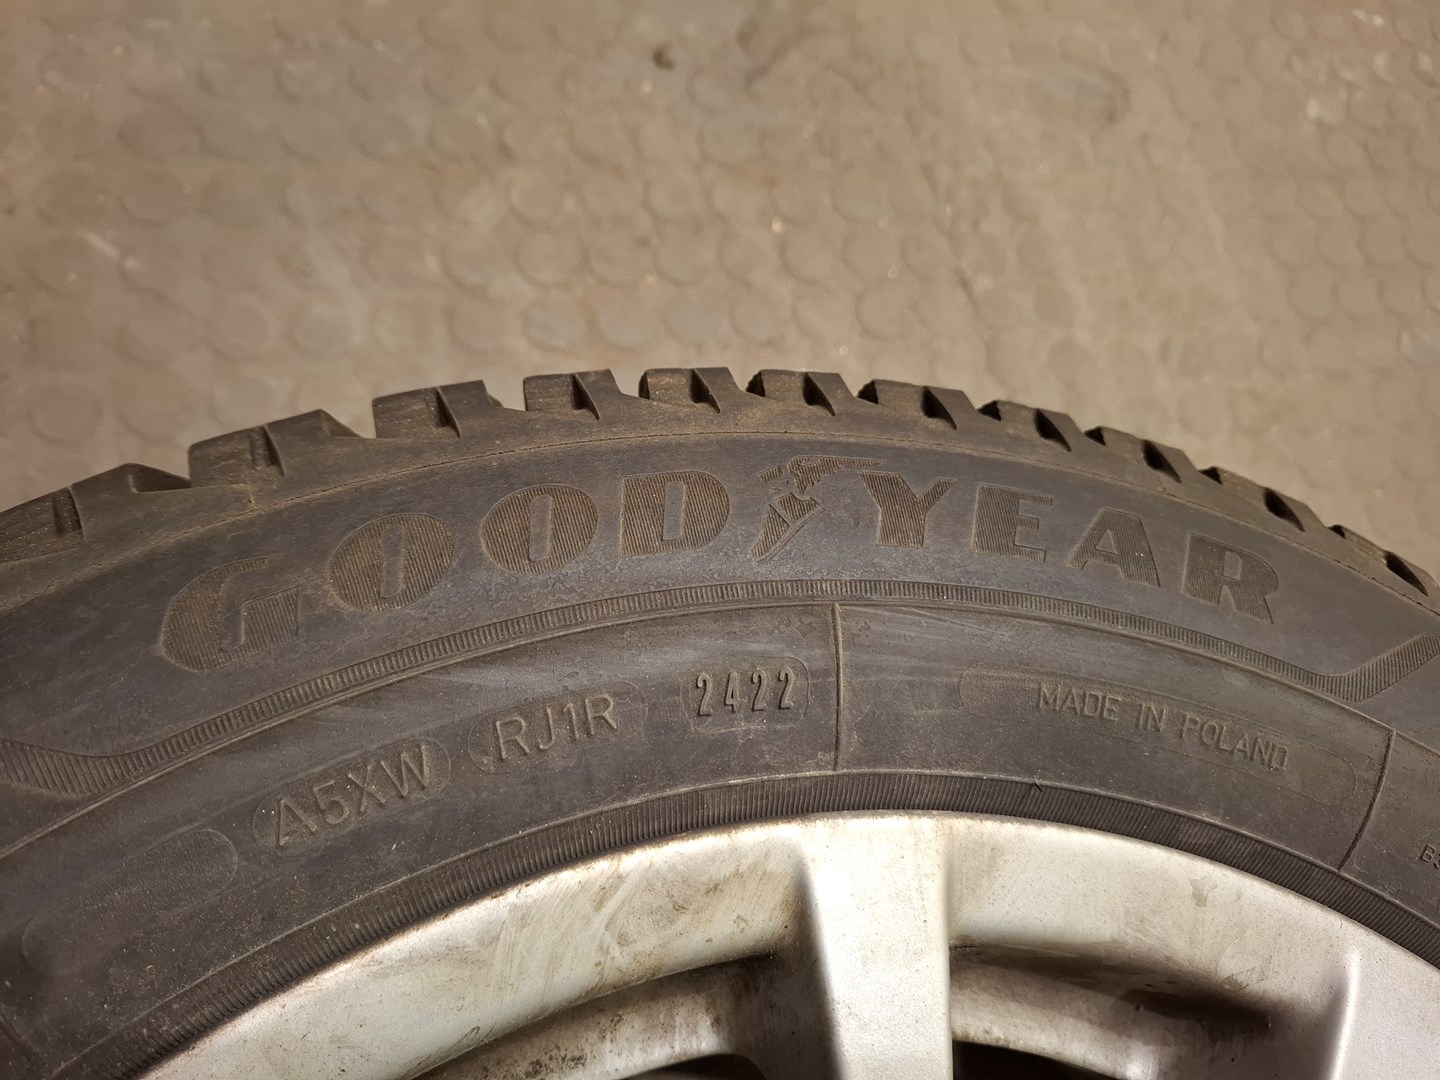 GOODYEAR
A5XW RJ1R 2422
MADE IN POLAND